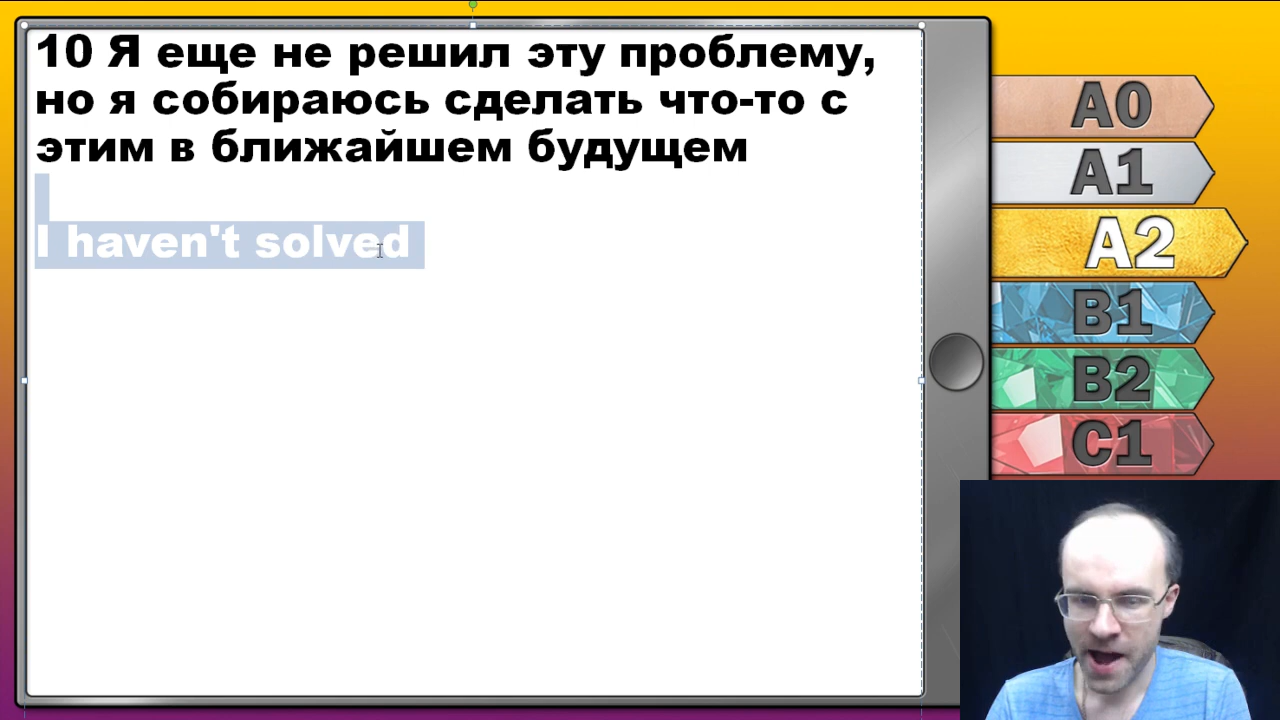 10 Я еще не решил эту проблему,
но я собираюсь сделать что-то с
этим в ближайшем будущем
I haven't solved
A0
A1
A2
B1
B2
C1